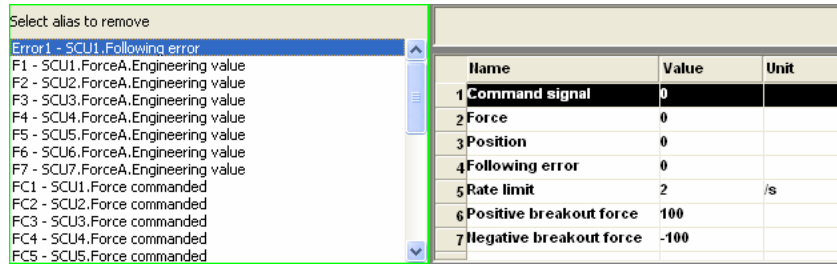 Select alias to remove
Error1 - SCU1.Following error
F1 - SCU1.ForceA.Engineering value
F2 - SCU2.ForceA.Engineering value
F3 - SCU3.ForceA.Engineering value
F4 - SCU4.ForceA.Engineering value
F5 - SCU5.ForceA.Engineering value
F6 - SCU6.ForceA.Engineering value
F7 - SCU7.ForceA.Engineering value
FC1 - SCU1.Force commanded
FC2 - SCU2.Force commanded
FC3 - SCU3.Force commanded
FC4 - SCU4.Force commanded
FC5 - SCU5.Force commanded
Name Value Unit
1 Command signal 0
2 Force 0
3 Position 0
4 Following error 0
5 Rate limit 2 /s
6 Positive breakout force 100
7 Negative breakout force -100